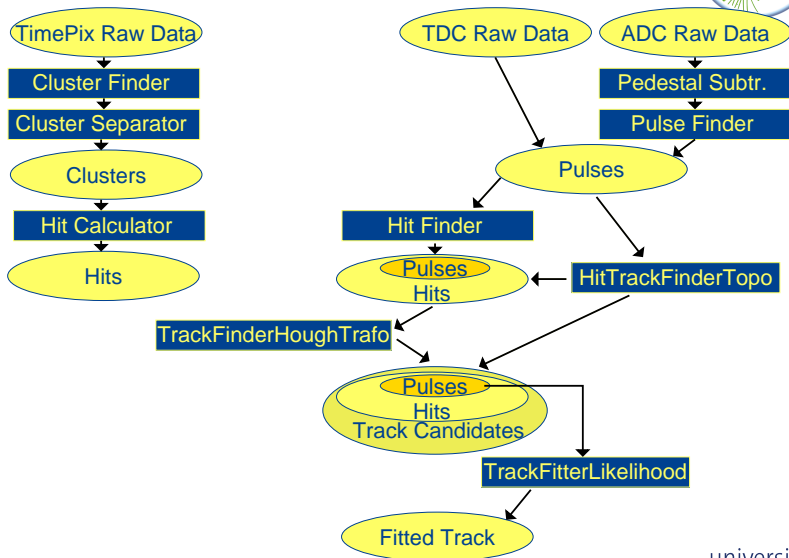 TimePix Raw Data
Cluster Finder
Cluster Separator
Clusters
Hit Calculator
Hits
TDC Raw Data
ADC Raw Data
Pedestal Subtr.
Pulse Finder
Pulses
Hit Finder
Pulses
Hits
HitTrackFinderTopo
TrackFinderHoughTrafo
Pulses
Hits
Track Candidates
TrackFitterLikelihood
Fitted Track